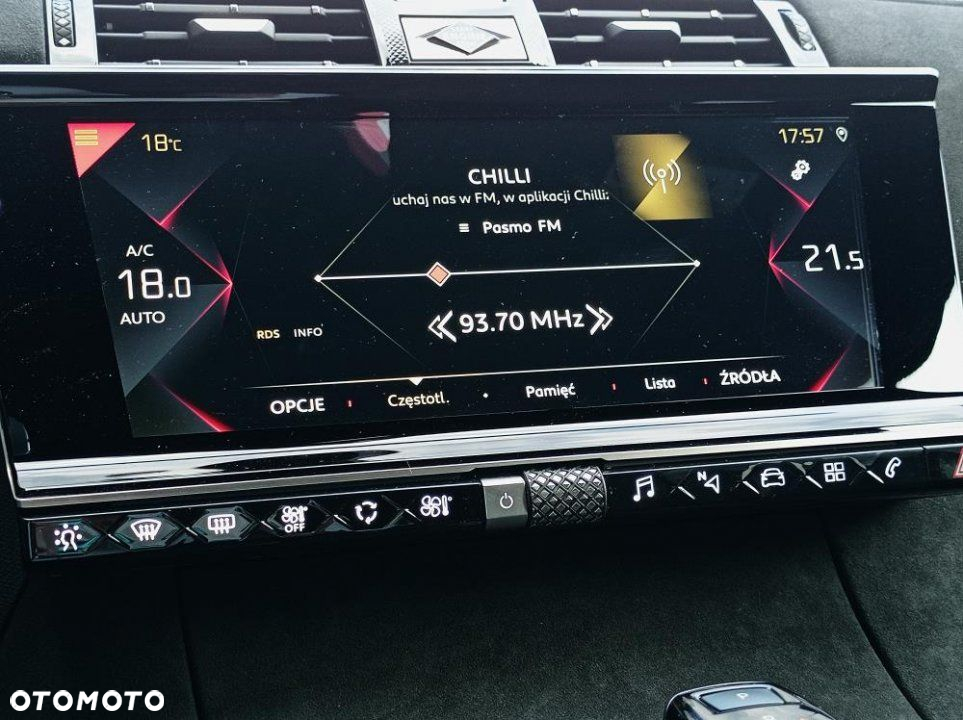 18°C
17:57
CHILLI
uchaj nas w FM, w aplikacji Chilli:
Pasmo FM
A/C
18.0
AUTO
21.5
93.70 MHz
RDS INFO
OPCJE Częstotl. Pamięć Lista ŹRÓDŁA
OFF
N
OTOMOTO